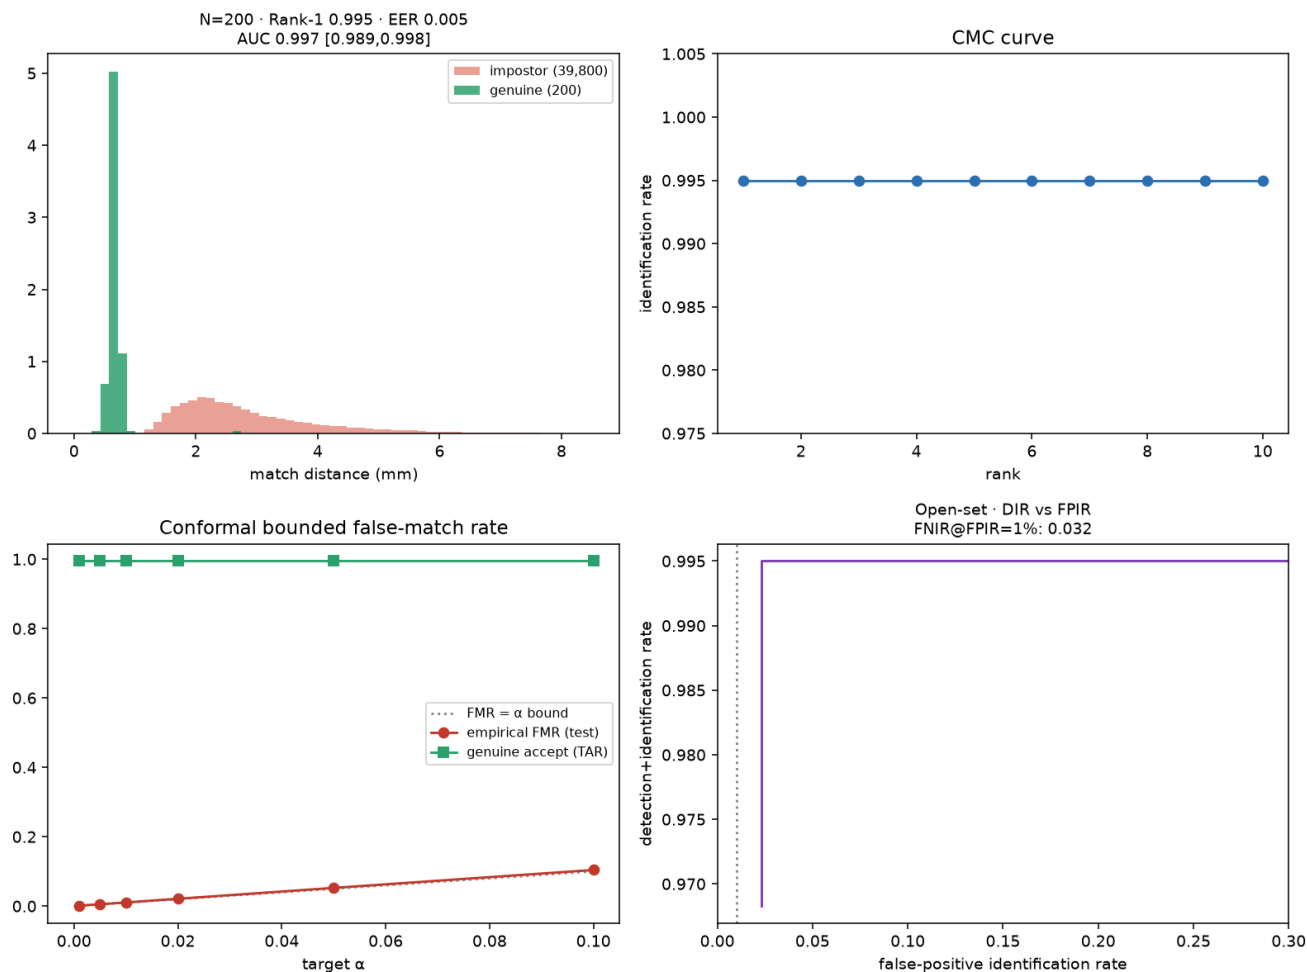 N=200 · Rank-1 0.995 · EER 0.005
AUC 0.997 [0.989,0.998]
impostor (39,800)
genuine (200)
5
4
3
2
1
0
0 2 4 6 8
match distance (mm)
CMC curve
identification rate
1.005
1.000
0.995
0.990
0.985
0.980
0.975
2 4 6 8 10
rank
Conformal bounded false-match rate
1.0
0.8
0.6
0.4
0.2
0.0
FMR = α bound
empirical FMR (test)
genuine accept (TAR)
0.00 0.02 0.04 0.06 0.08 0.10
target α
Open-set · DIR vs FPIR
FNIR@FPIR=1%: 0.032
detection+identification rate
0.995
0.990
0.985
0.980
0.975
0.970
0.00 0.05 0.10 0.15 0.20 0.25 0.30
false-positive identification rate